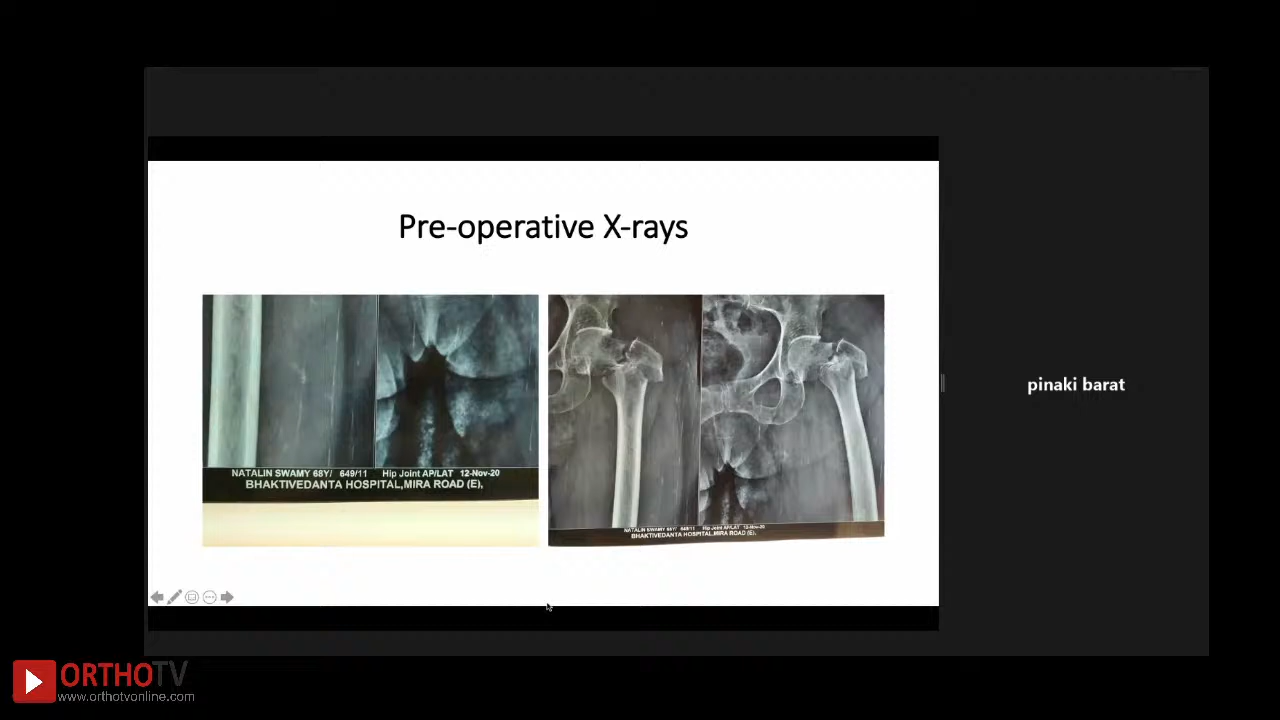 Pre-operative X-rays
NATALIN SWAMY 68Y/ 649/11 Hip Joint AP/LAT 12-Nov-20
BHAKTIVEDANTA HOSPITAL,MIRA ROAD (E),
NATALIN SWAMY 68Y/ 649/11 Hip Joint AP/LAT 12-Nov-20
BHAKTIVEDANTA HOSPITAL,MIRA ROAD (E),
pinaki barat
ORTHOTV
www.orthotvonline.com